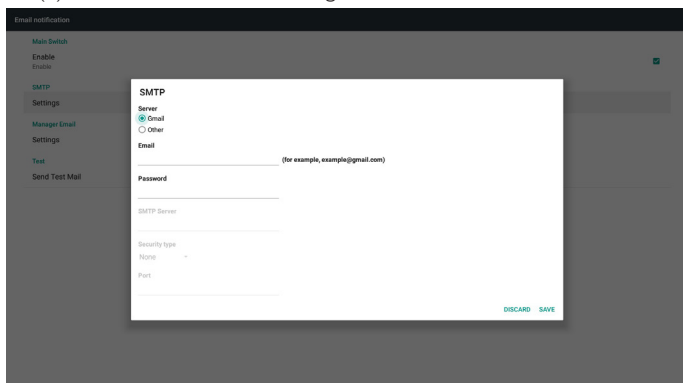 Email notification
Main Switch
Enable
Enable
SMTP
Settings
Manager Email
Settings
Test
Send Test Mail
SMTP
Server
Gmail
Other
Email
(for example, example@gmail.com)
Password
SMTP Server
Security type
None
Port
DISCARD SAVE